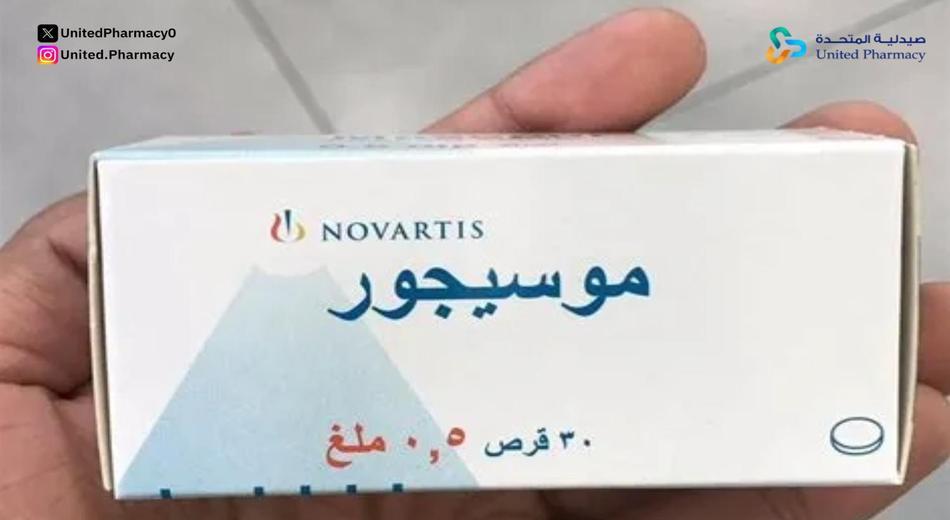 UnitedPharmacy0
United.Pharmacy
صيدلية المتحدة
United Pharmacy
NOVARTIS
موسيجور
٣٠ قرص ٠,٥ ملغ